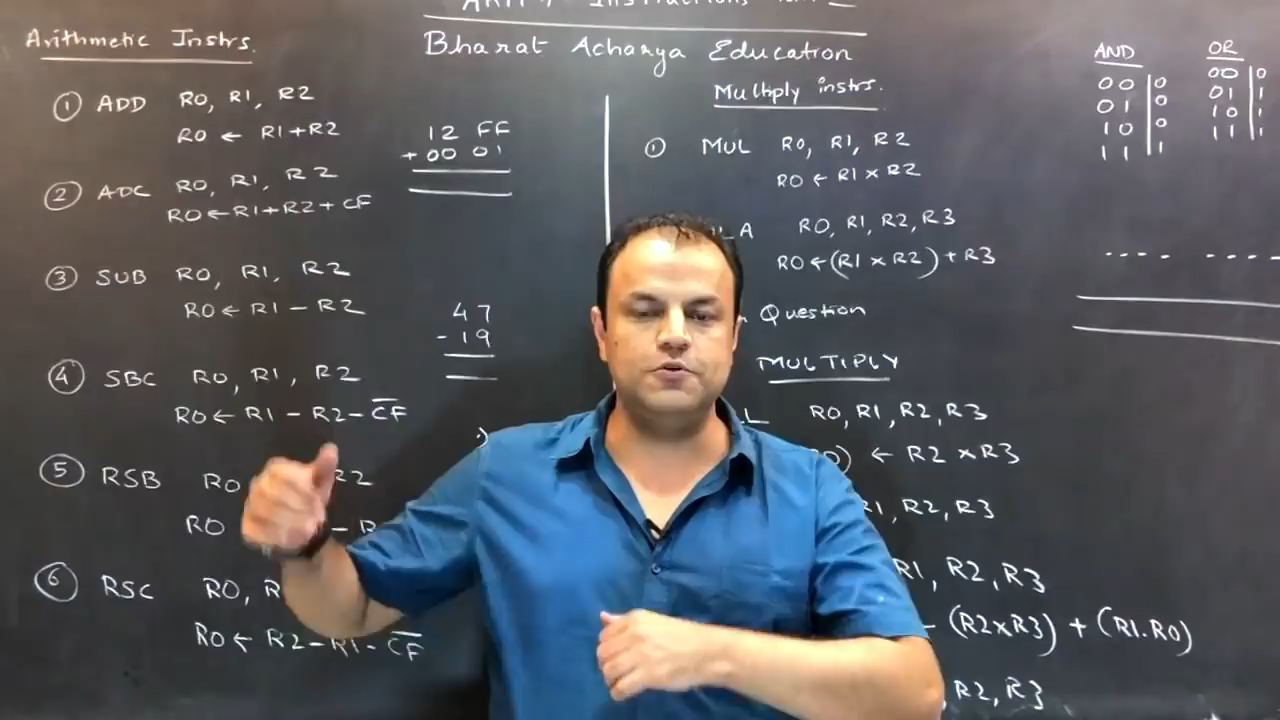 Instructions
Bharat Acharya Education
Arithmetic Instrs.
① ADD R0, R1, R2
R0 ← R1+R2
12 FF
+ 00 01
② ADC R0, R1, R2
R0 ← R1+R2+CF
③ SUB R0, R1, R2
R0 ← R1 - R2
47
- 19
④ SBC R0, R1, R2
R0 ← R1 - R2 - C̅F̅
⑤ RSB R0 R2
R0 -
⑥ RSC R0,
R0 ← R2-R1-C̅F̅
Multiply instrs.
① MUL R0, R1, R2
R0 ← R1 x R2
LA R0, R1, R2, R3
R0 ← (R1 x R2) + R3
Question
MULTIPLY
L R0, R1, R2, R3
) ← R2 x R3
R1, R2, R3
R1, R2, R3
- (R2xR3) + (R1.R0)
R2, R3
AND
0 0 | 0
0 1 | 0
1 0 | 0
1 1 | 1
OR
0 0 | 0
0 1 | 1
1 0 | 1
1 1 | 1